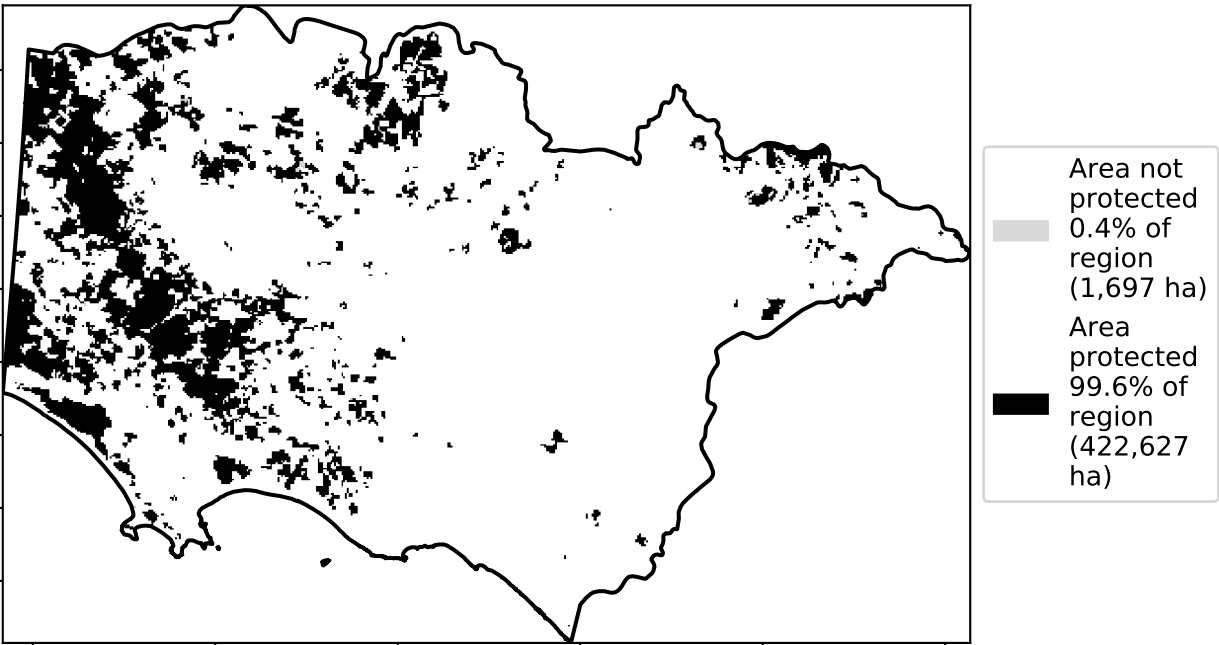 Area not
protected
0.4% of
region
(1,697 ha)
Area
protected
99.6% of
region
(422,627
ha)